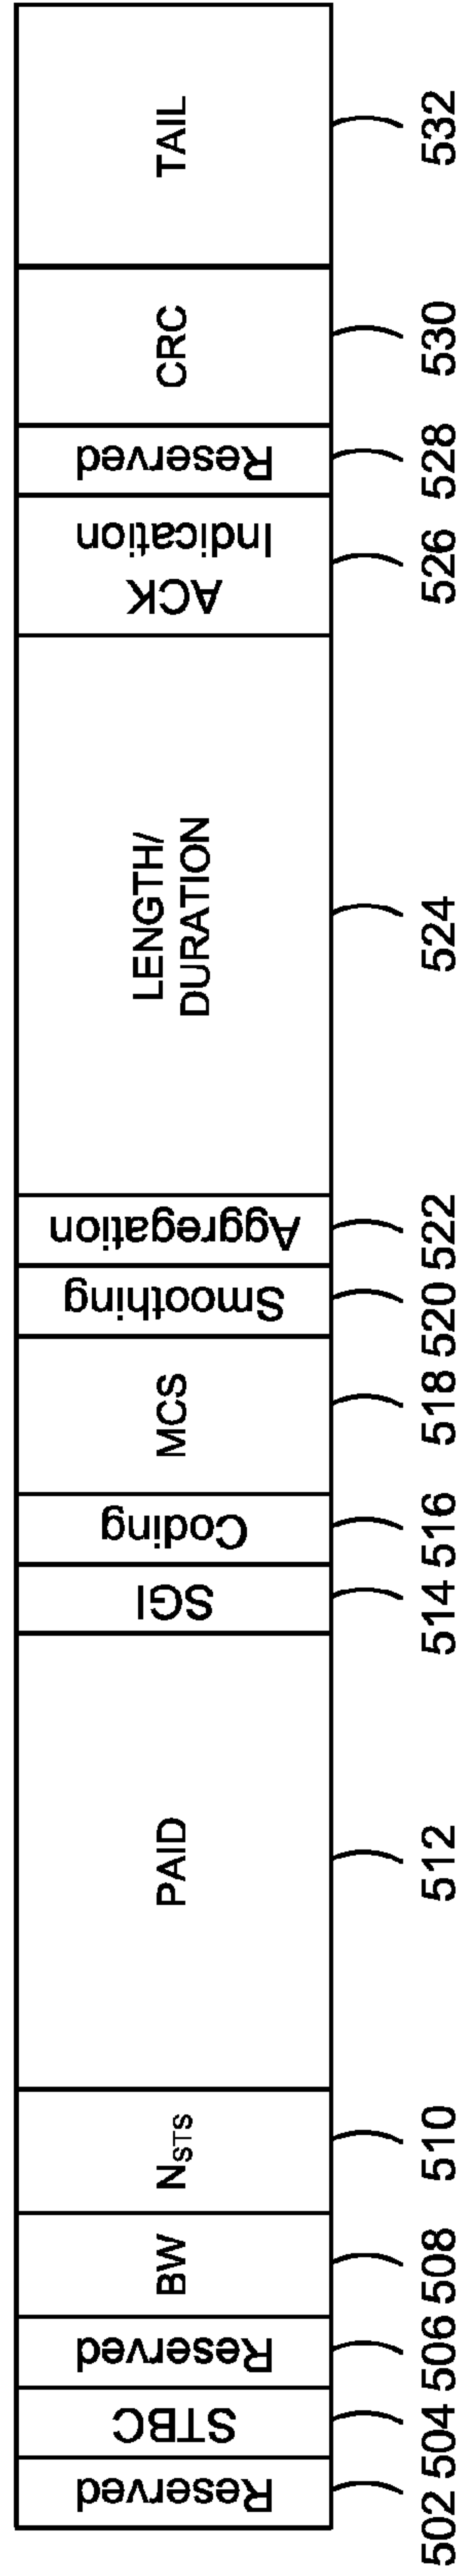 Reserved
STBC
Reserved
BW
N_STS
PAID
SGI
Coding
MCS
Smoothing
Aggregation
LENGTH/
DURATION
ACK
Indication
Reserved
CRC
TAIL
502
504
506
508
510
512
514
516
518
520
522
524
526
528
530
532